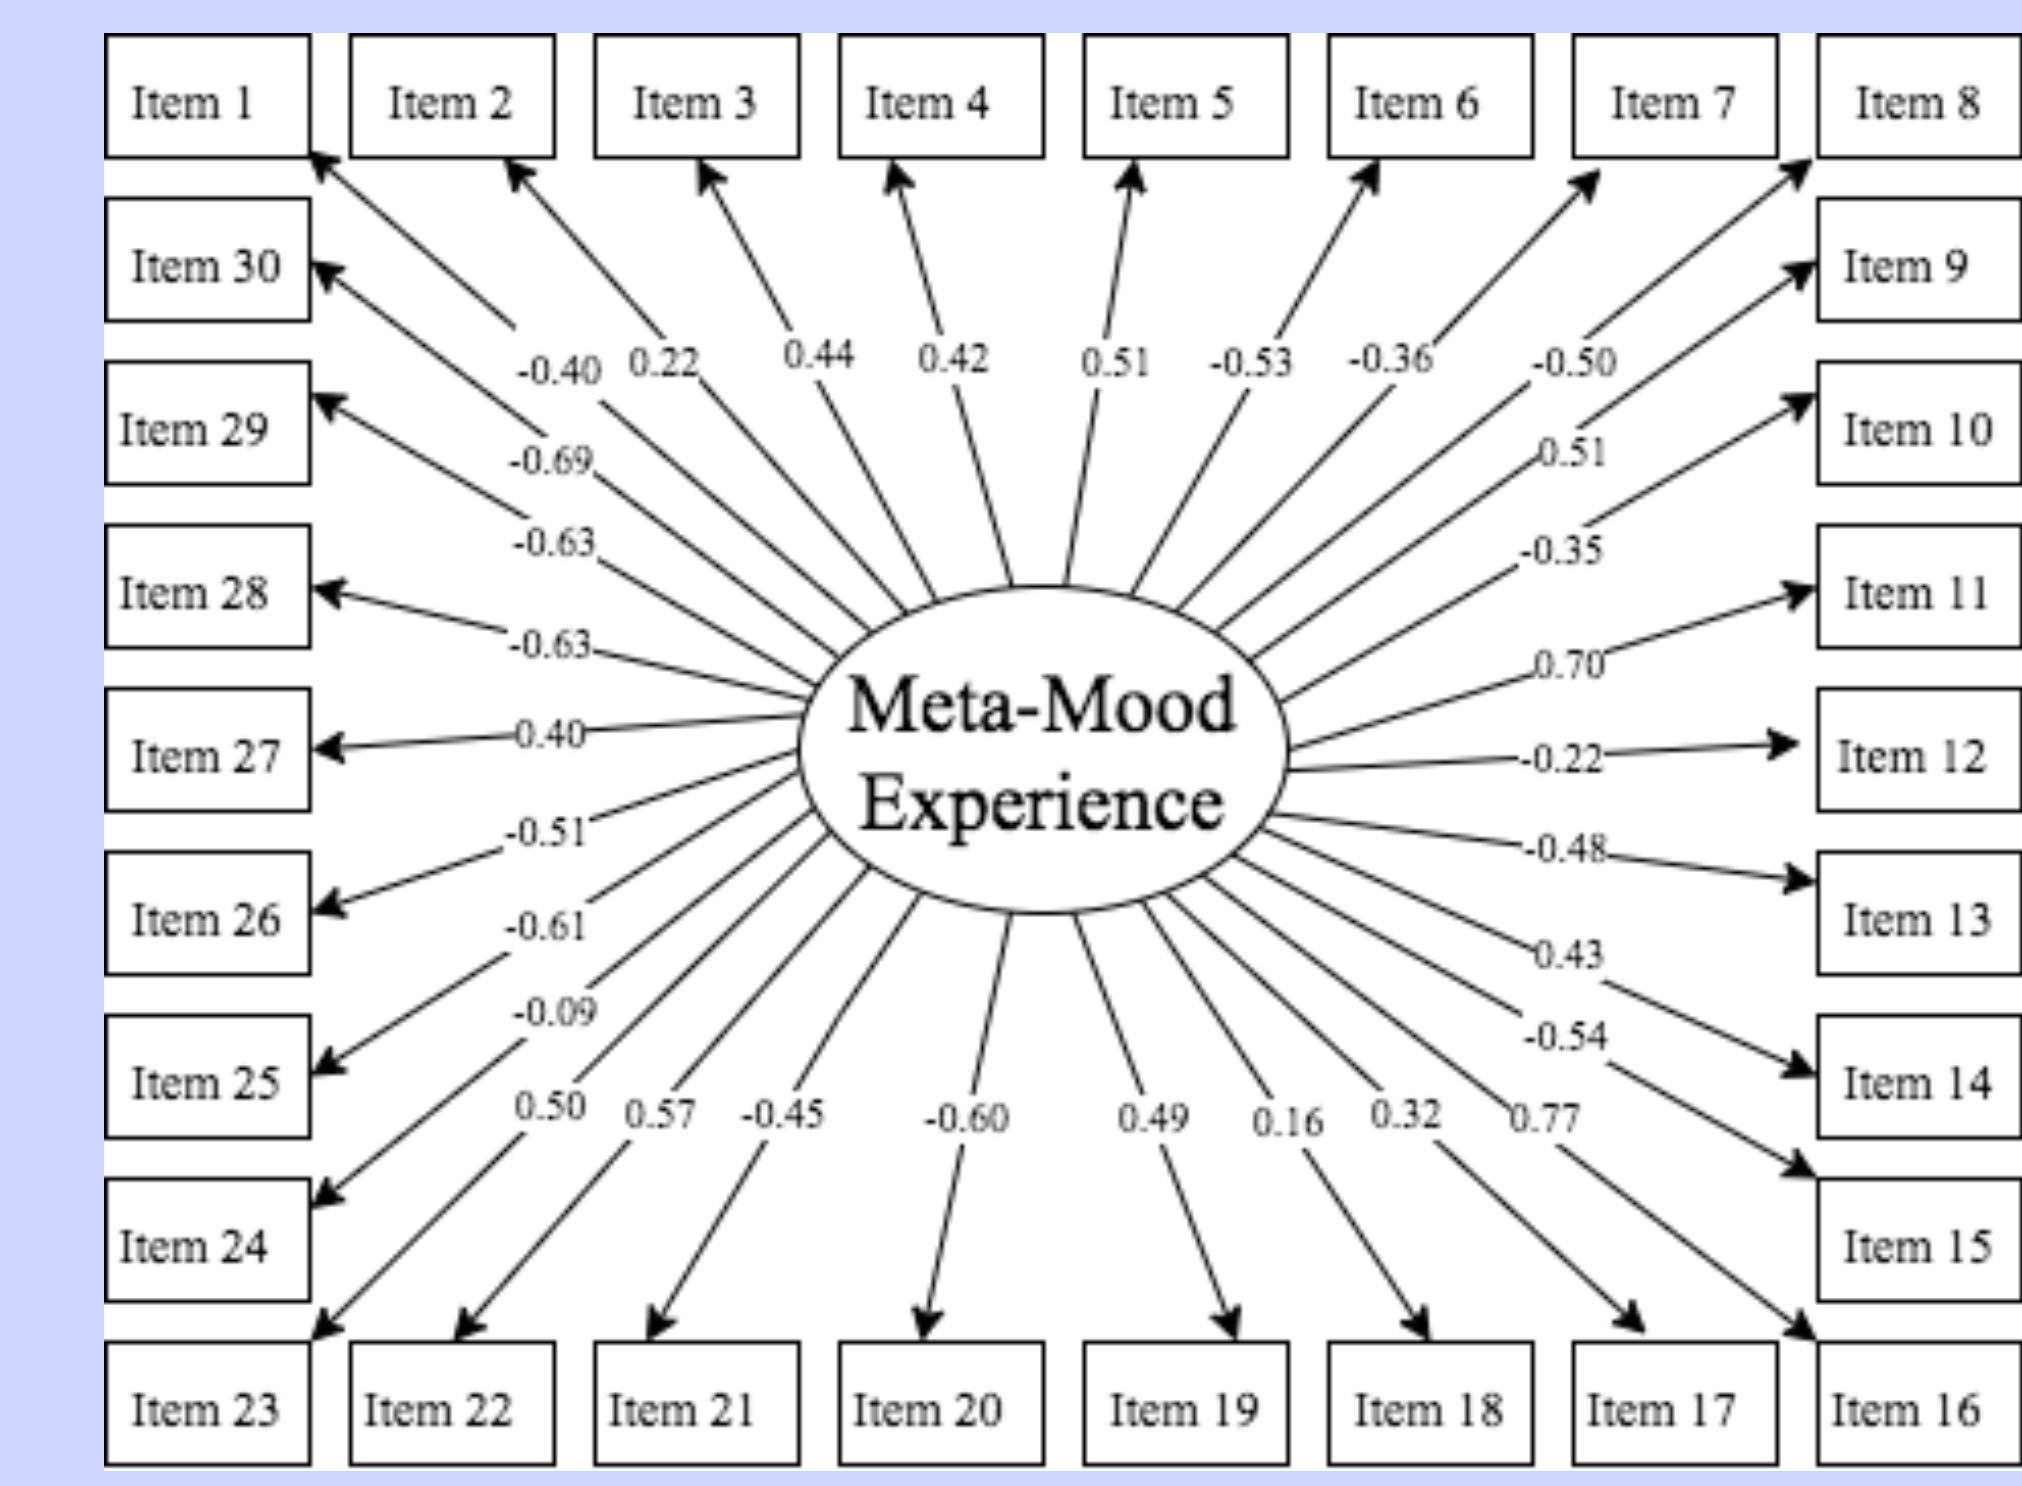 Item 1
Item 2
Item 3
Item 4
Item 5
Item 6
Item 7
Item 8
Item 30
Item 9
Item 29
Item 10
Item 28
Item 11
Item 27
Item 12
Item 26
Item 13
Item 25
Item 14
Item 24
Item 15
Item 23
Item 22
Item 21
Item 20
Item 19
Item 18
Item 17
Item 16
-0.40
0.22
0.44
0.42
0.51
-0.53
-0.36
-0.50
-0.69
0.51
-0.63
-0.35
-0.63
0.70
0.40
-0.22
-0.51
-0.48
-0.61
0.43
-0.09
-0.54
0.50
0.57
-0.45
-0.60
0.49
0.16
0.32
0.77
Meta-Mood
Experience